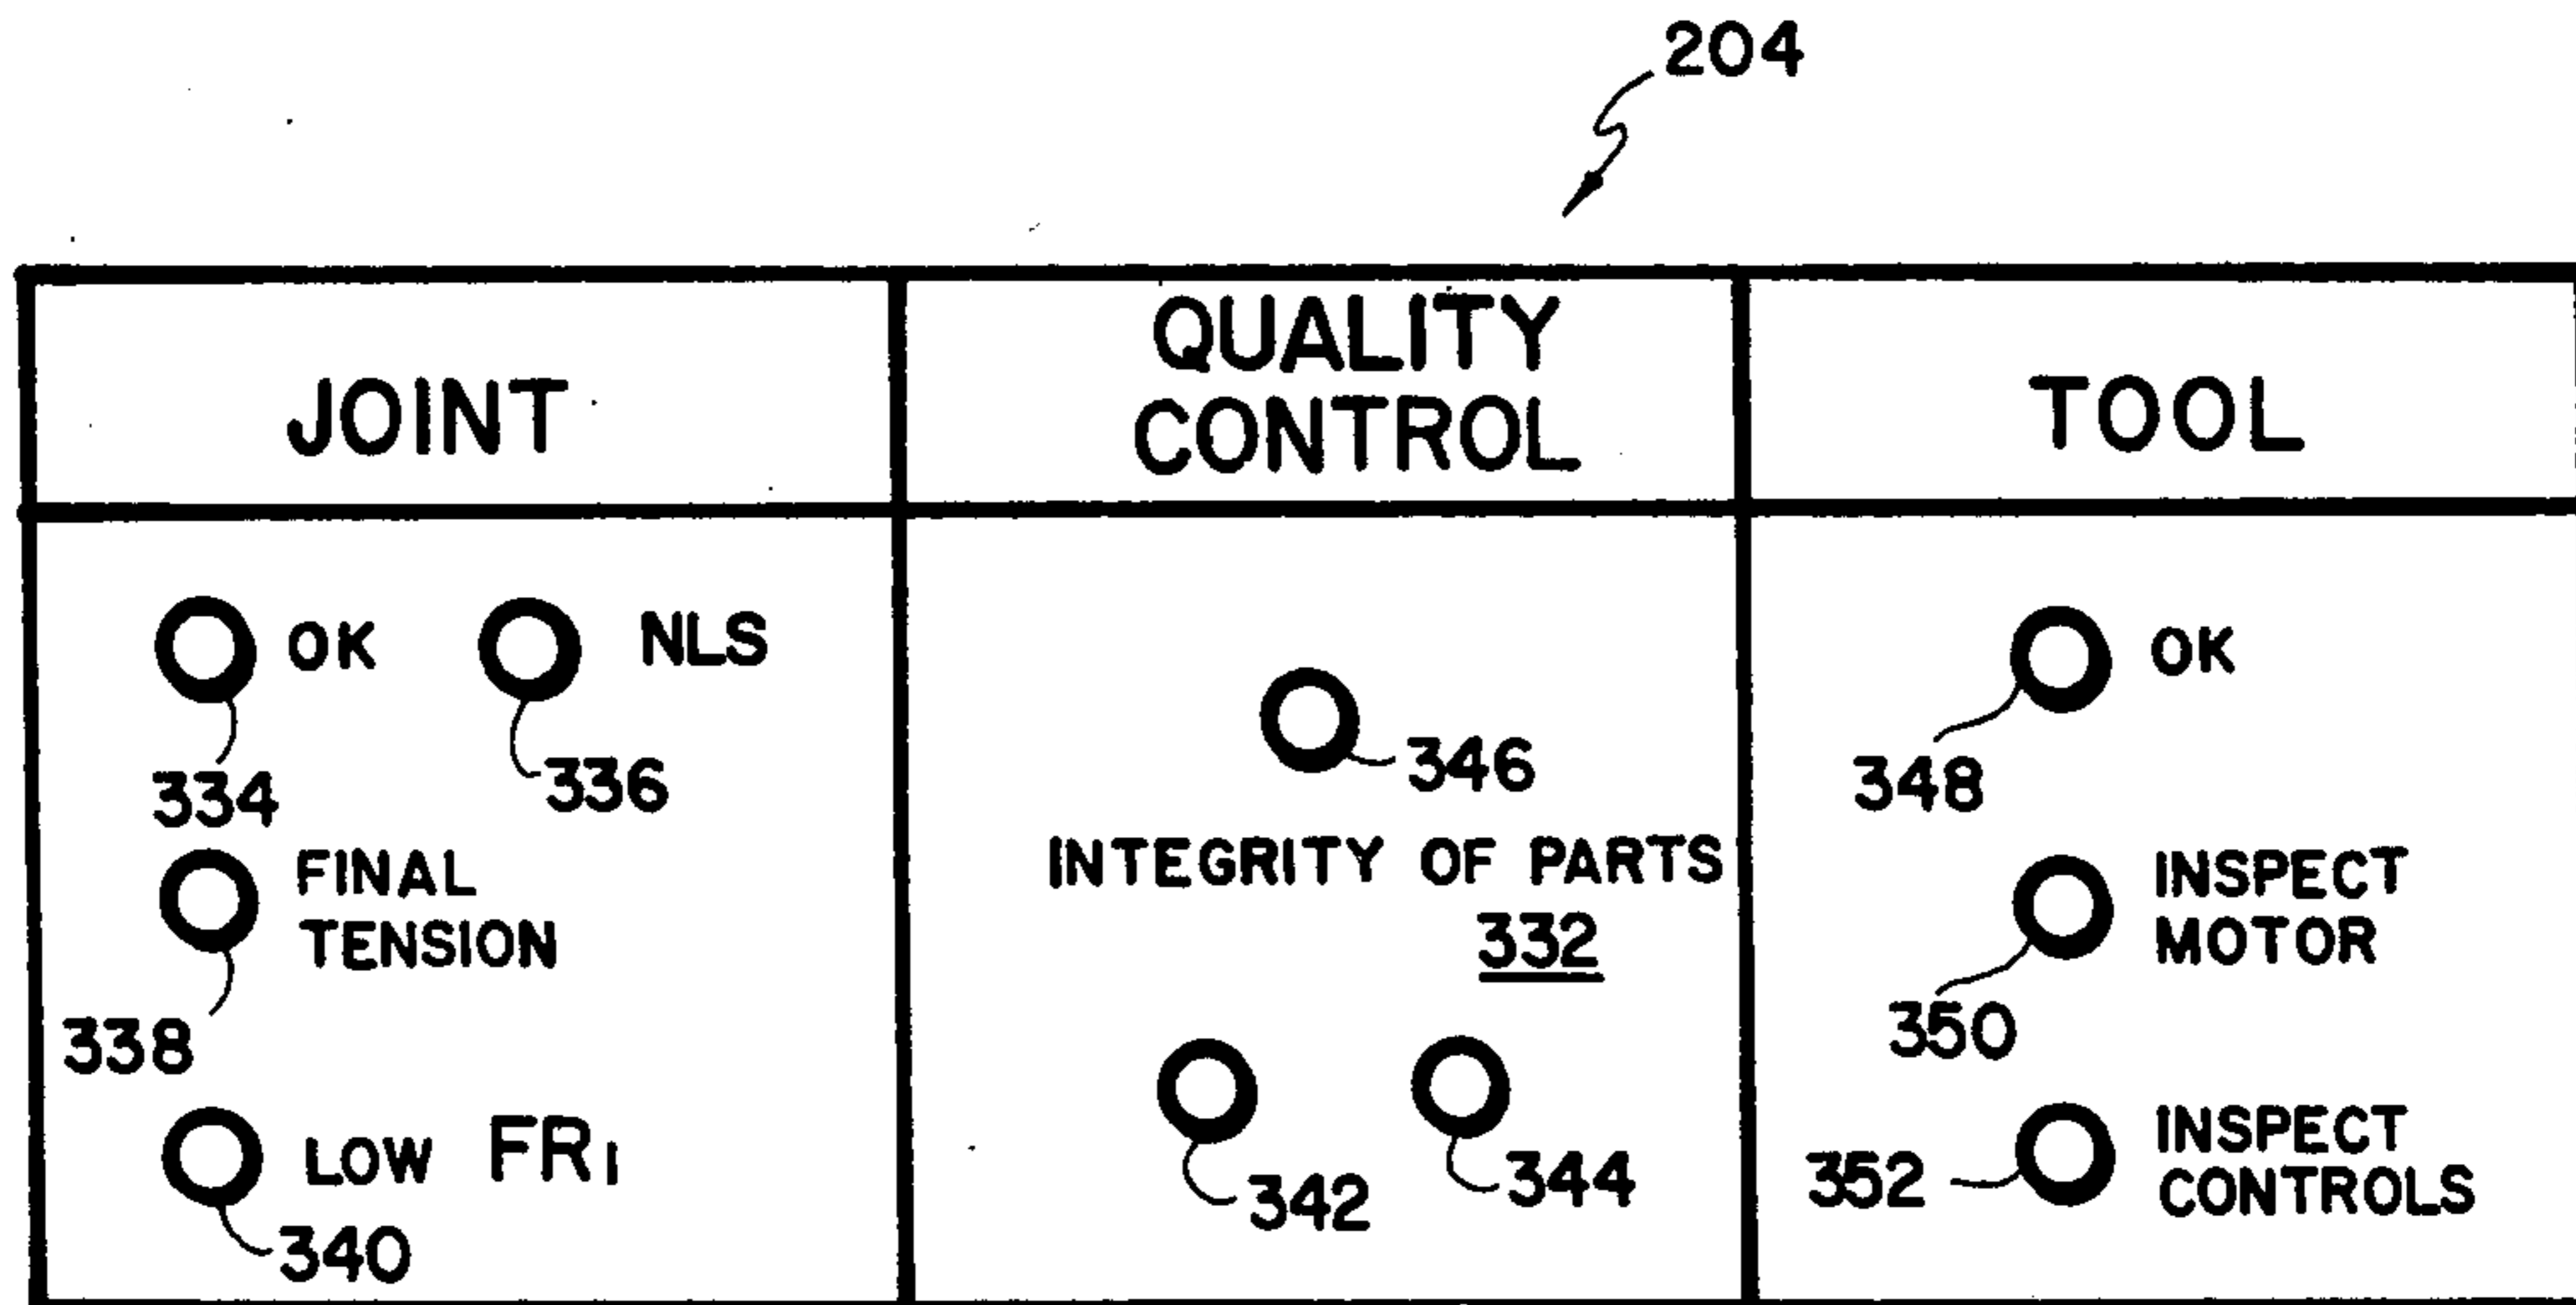 204
JOINT
QUALITY
CONTROL
TOOL
OK
NLS
334
336
FINAL
TENSION
338
LOW FR1
340
346
INTEGRITY OF PARTS
332
342
344
OK
348
INSPECT
MOTOR
350
INSPECT
CONTROLS
352